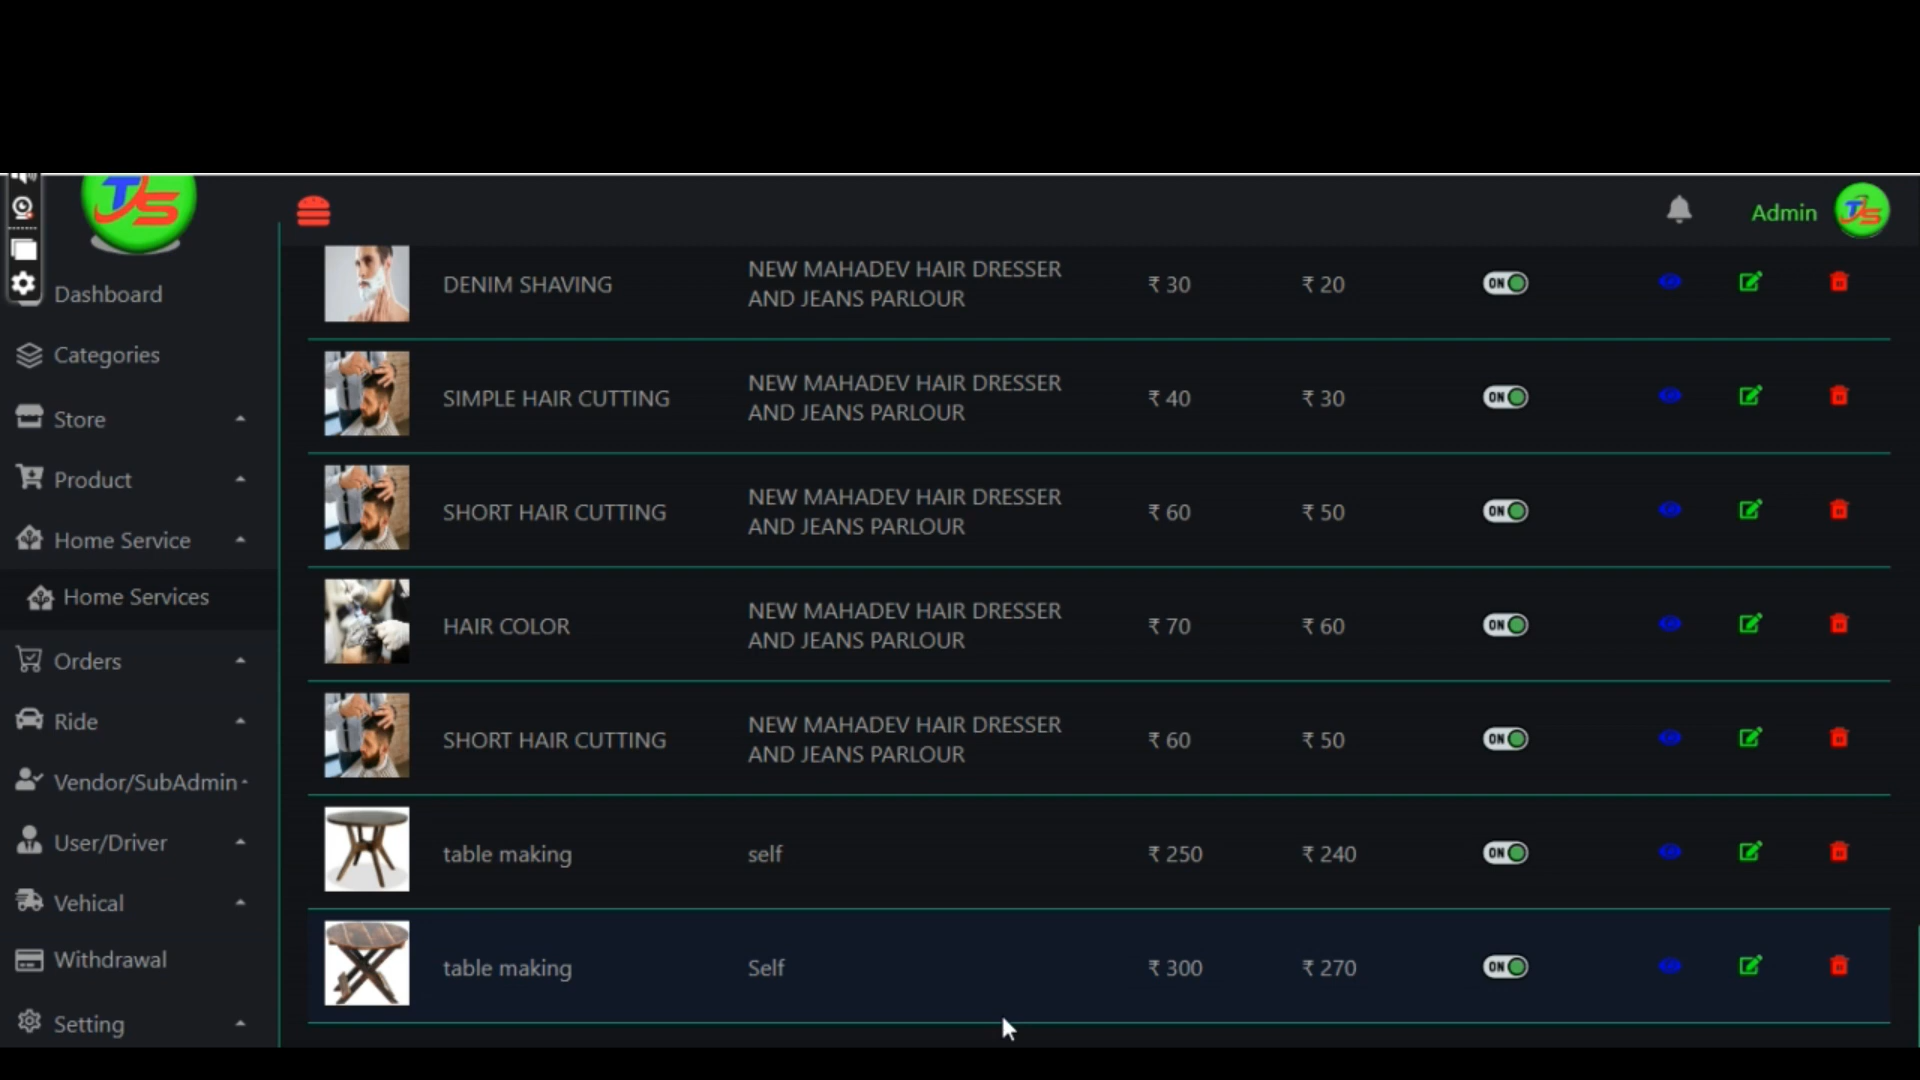 TJS
Admin
TJS
Dashboard
Categories
Store
Product
Home Service
Home Services
Orders
Ride
Vendor/SubAdmin
User/Driver
Vehical
Withdrawal
Setting
DENIM SHAVING
NEW MAHADEV HAIR DRESSER
AND JEANS PARLOUR
₹ 30
₹ 20
ON
SIMPLE HAIR CUTTING
NEW MAHADEV HAIR DRESSER
AND JEANS PARLOUR
₹ 40
₹ 30
ON
SHORT HAIR CUTTING
NEW MAHADEV HAIR DRESSER
AND JEANS PARLOUR
₹ 60
₹ 50
ON
HAIR COLOR
NEW MAHADEV HAIR DRESSER
AND JEANS PARLOUR
₹ 70
₹ 60
ON
SHORT HAIR CUTTING
NEW MAHADEV HAIR DRESSER
AND JEANS PARLOUR
₹ 60
₹ 50
ON
table making
self
₹ 250
₹ 240
ON
table making
Self
₹ 300
₹ 270
ON